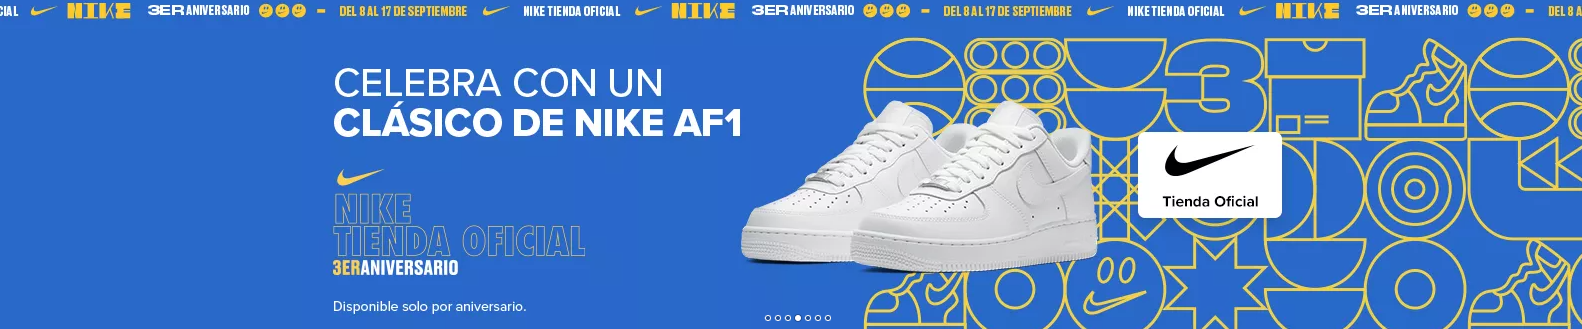 CIAL NIKE 3ER ANIVERSARIO DEL 8 AL 17 DE SEPTIEMBRE NIKE TIENDA OFICIAL NIKE 3ER ANIVERSARIO DEL 8 AL 17 DE SEPTIEMBRE NIKE TIENDA OFICIAL NIKE 3ER ANIVERSARIO DEL 8 A
CELEBRA CON UN
CLÁSICO DE NIKE AF1
NIKE
TIENDA OFICIAL
3ERANIVERSARIO
Disponible solo por aniversario.
3
Tienda Oficial